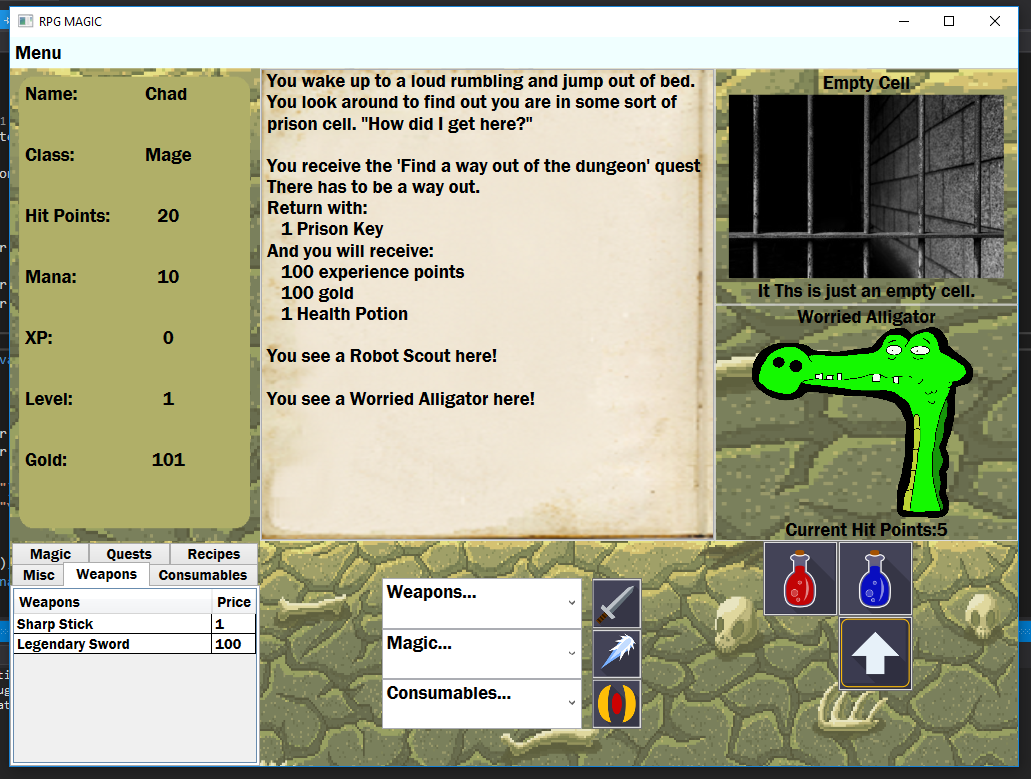 RPG MAGIC
Menu
Name: Chad
Class: Mage
Hit Points: 20
Mana: 10
XP: 0
Level: 1
Gold: 101
You wake up to a loud rumbling and jump out of bed.
You look around to find out you are in some sort of
prison cell. "How did I get here?"
You receive the 'Find a way out of the dungeon' quest
There has to be a way out.
Return with:
1 Prison Key
And you will receive:
100 experience points
100 gold
1 Health Potion
You see a Robot Scout here!
You see a Worried Alligator here!
Empty Cell
It Ths is just an empty cell.
Worried Alligator
Current Hit Points:5
Magic Quests Recipes
Misc Weapons Consumables
Weapons Price
Sharp Stick 1
Legendary Sword 100
Weapons...
Magic...
Consumables...